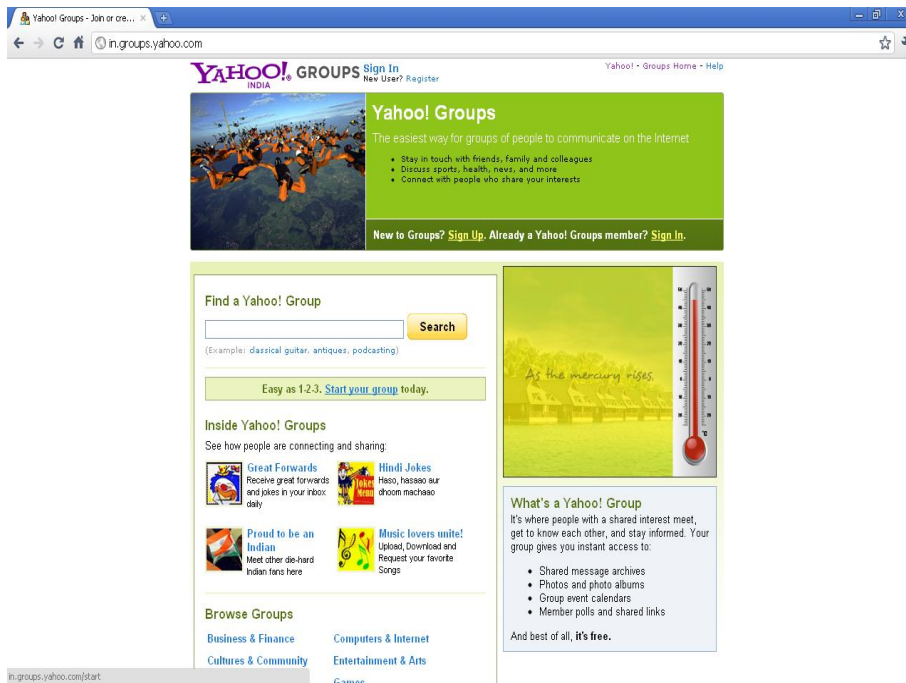 Yahoo! Groups - Join or cre...
in.groups.yahoo.com
YAHOO! GROUPS
INDIA
Sign In
New User? Register
Yahoo! - Groups Home - Help
Yahoo! Groups
The easiest way for groups of people to communicate on the Internet
• Stay in touch with friends, family and colleagues
• Discuss sports, health, news, and more
• Connect with people who share your interests
New to Groups? Sign Up. Already a Yahoo! Groups member? Sign In.
Find a Yahoo! Group
Search
(Example: classical guitar, antiques, podcasting)
Easy as 1-2-3. Start your group today.
Inside Yahoo! Groups
See how people are connecting and sharing:
Great Forwards
Receive great forwards
and jokes in your inbox
daily
Jokes
Menu
Hindi Jokes
Haso, hasaao aur
dhoom machaao
Proud to be an
Indian
Meet other die-hard
Indian fans here
Music lovers unite!
Upload, Download and
Request your favorite
Songs
Browse Groups
Business & Finance
Computers & Internet
Cultures & Community
Entertainment & Arts
Games
As the mercury rises,
What's a Yahoo! Group
It's where people with a shared interest meet,
get to know each other, and stay informed. Your
group gives you instant access to:
• Shared message archives
• Photos and photo albums
• Group event calendars
• Member polls and shared links
And best of all, it's free.
in.groups.yahoo.com/start